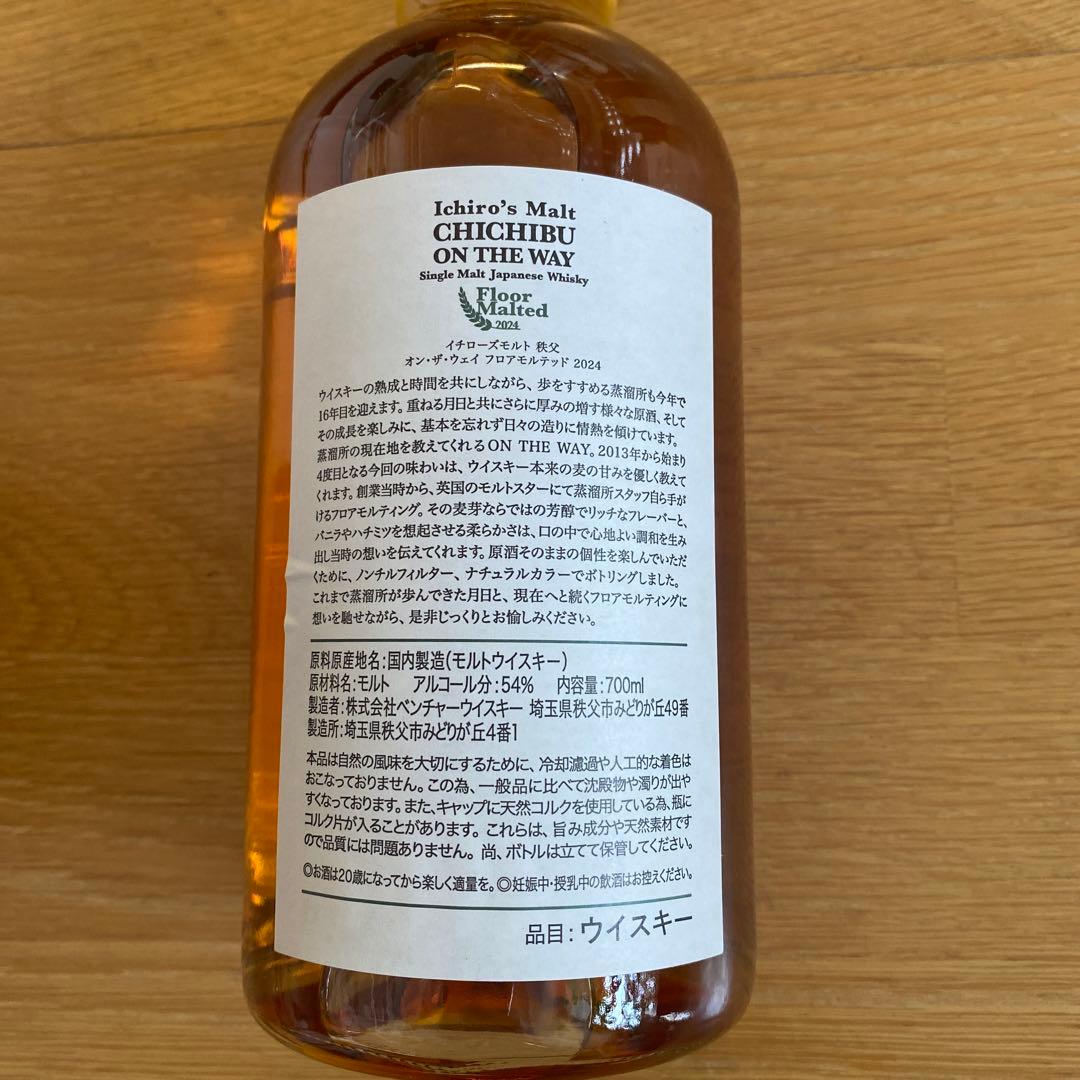 Ichiro's Malt
CHICHIBU
ON THE WAY
Single Malt Japanese Whisky
Floor
Malted
2024
イチローズモルト 秩父
オン・ザ・ウェイ フロアモルテッド 2024
ウイスキーの熟成と時間を共にしながら、歩をすすめる蒸溜所も今年で
16年目を迎えます。重ねる月日と共にさらに厚みの増す様々な原酒、そして
その成長を楽しみに、基本を忘れず日々の造りに情熱を傾けています。
蒸溜所の現在地を教えてくれるON THE WAY。2013年から始まり
4度目となる今回の味わいは、ウイスキー本来の麦の甘みを優しく教えて
くれます。創業当時から、英国のモルトスターにて蒸溜所スタッフ自ら手が
けるフロアモルティング。その麦芽ならではの芳醇でリッチなフレーバーと、
バニラやハチミツを想起させる柔らかさは、口の中で心地よい調和を生み
出し当時の想いを伝えてくれます。原酒そのままの個性を楽しんでいただ
くために、ノンチルフィルター、ナチュラルカラーでボトリングしました。
これまで蒸溜所が歩んできた月日と、現在へと続くフロアモルティングに
想いを馳せながら、是非じっくりとお愉しみください。
原料原産地名：国内製造(モルトウイスキー)
原材料名：モルト アルコール分：54% 内容量：700ml
製造者：株式会社ベンチャーウイスキー 埼玉県秩父市みどりが丘49番
製造所：埼玉県秩父市みどりが丘4番1
本品は自然の風味を大切にするために、冷却濾過や人工的な着色は
おこなっておりません。この為、一般品に比べて沈殿物や濁りが出や
すくなっております。また、キャップに天然コルクを使用している為、瓶に
コルク片が入ることがあります。これらは、旨み成分や天然素材です
ので品質には問題ありません。尚、ボトルは立てて保管してください。
◎お酒は20歳になってから楽しく適量を。◎妊娠中・授乳中の飲酒はお控えください。
品目：ウイスキー